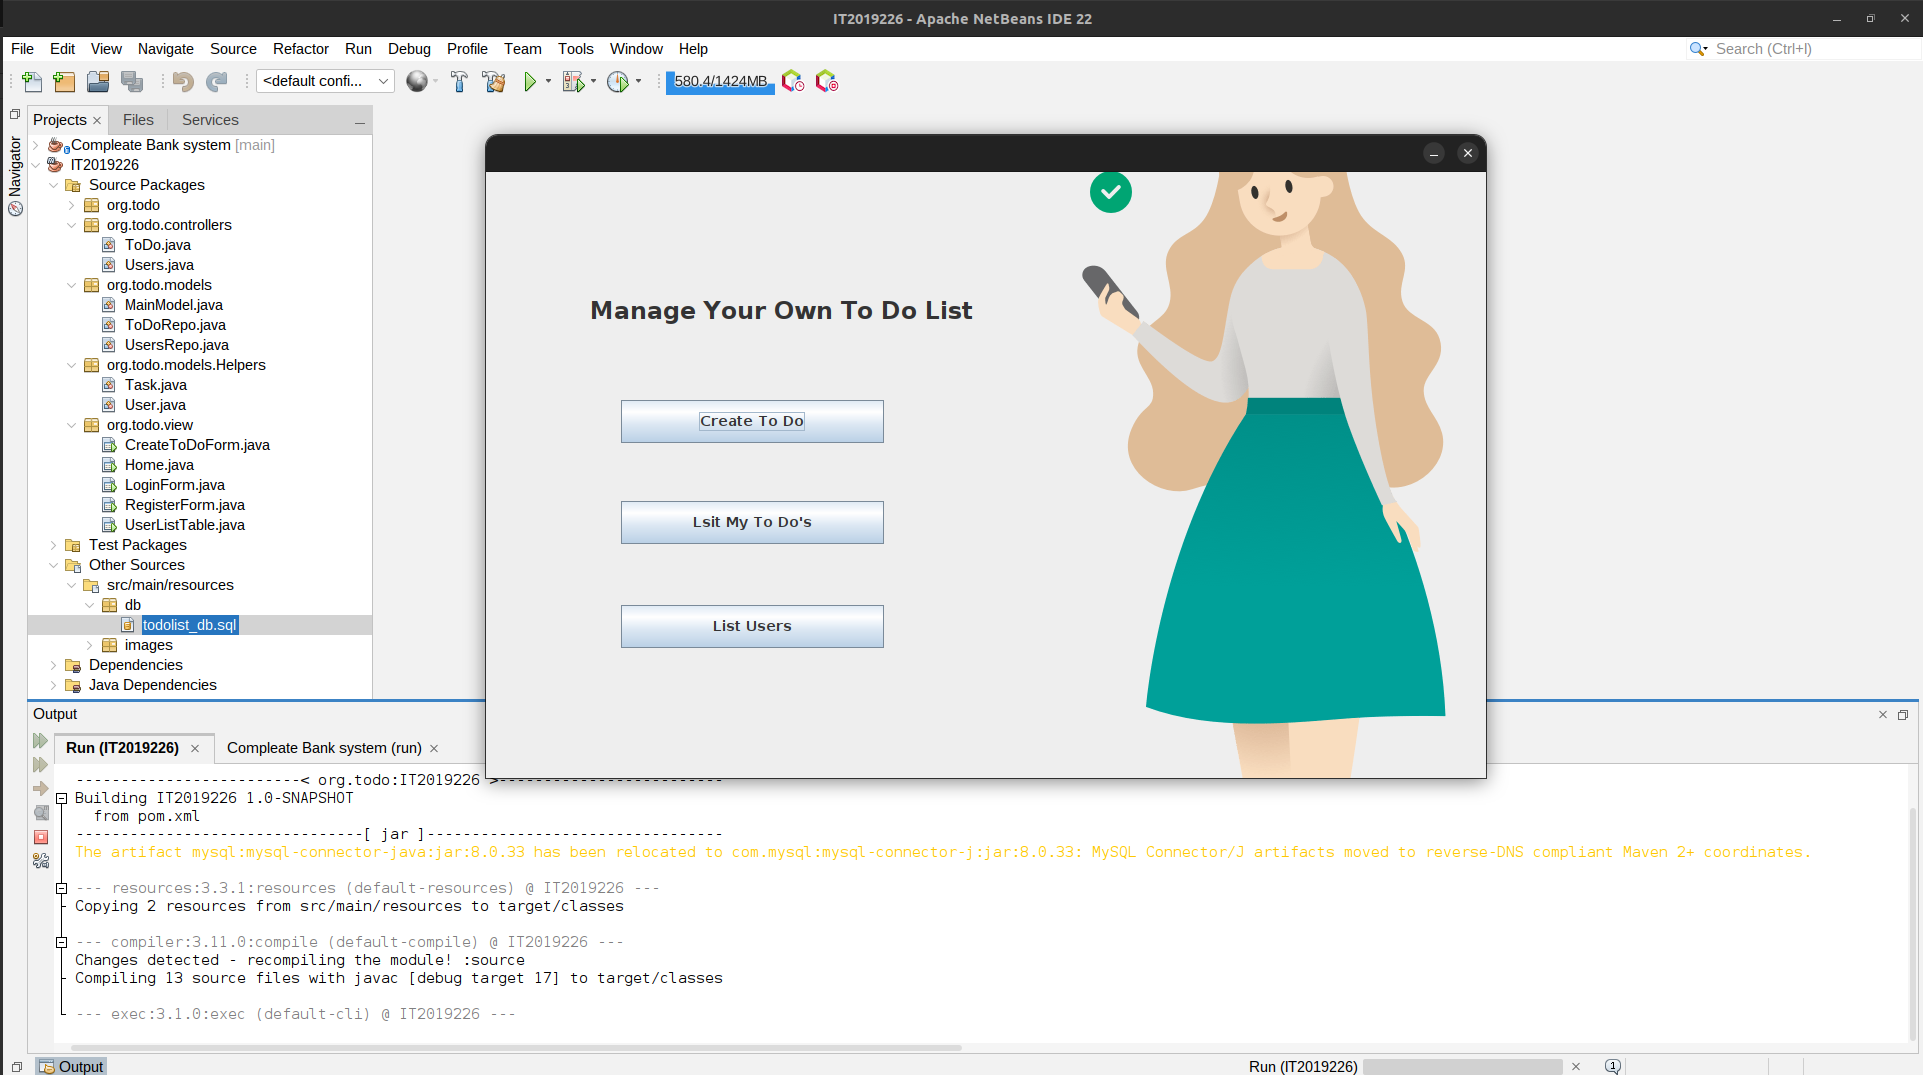 IT2019226 - Apache NetBeans IDE 22
File Edit View Navigate Source Refactor Run Debug Profile Team Tools Window Help
Search (Ctrl+I)
<default confi...
580.4/1424MB
Projects Files Services
Navigator
Compleate Bank system [main]
IT2019226
Source Packages
org.todo
org.todo.controllers
ToDo.java
Users.java
org.todo.models
MainModel.java
ToDoRepo.java
UsersRepo.java
org.todo.models.Helpers
Task.java
User.java
org.todo.view
CreateToDoForm.java
Home.java
LoginForm.java
RegisterForm.java
UserListTable.java
Test Packages
Other Sources
src/main/resources
db
todolist_db.sql
images
Dependencies
Java Dependencies
Manage Your Own To Do List
Create To Do
Lsit My To Do's
List Users
Output
Run (IT2019226) Compleate Bank system (run)
-------------------------< org.todo:IT2019226 >-------------------------
Building IT2019226 1.0-SNAPSHOT
from pom.xml
--------------------------------[ jar ]---------------------------------
The artifact mysql:mysql-connector-java:jar:8.0.33 has been relocated to com.mysql:mysql-connector-j:jar:8.0.33: MySQL Connector/J artifacts moved to reverse-DNS compliant Maven 2+ coordinates.
--- resources:3.3.1:resources (default-resources) @ IT2019226 ---
Copying 2 resources from src/main/resources to target/classes
--- compiler:3.11.0:compile (default-compile) @ IT2019226 ---
Changes detected - recompiling the module! :source
Compiling 13 source files with javac [debug target 17] to target/classes
--- exec:3.1.0:exec (default-cli) @ IT2019226 ---
Output
Run (IT2019226)
1